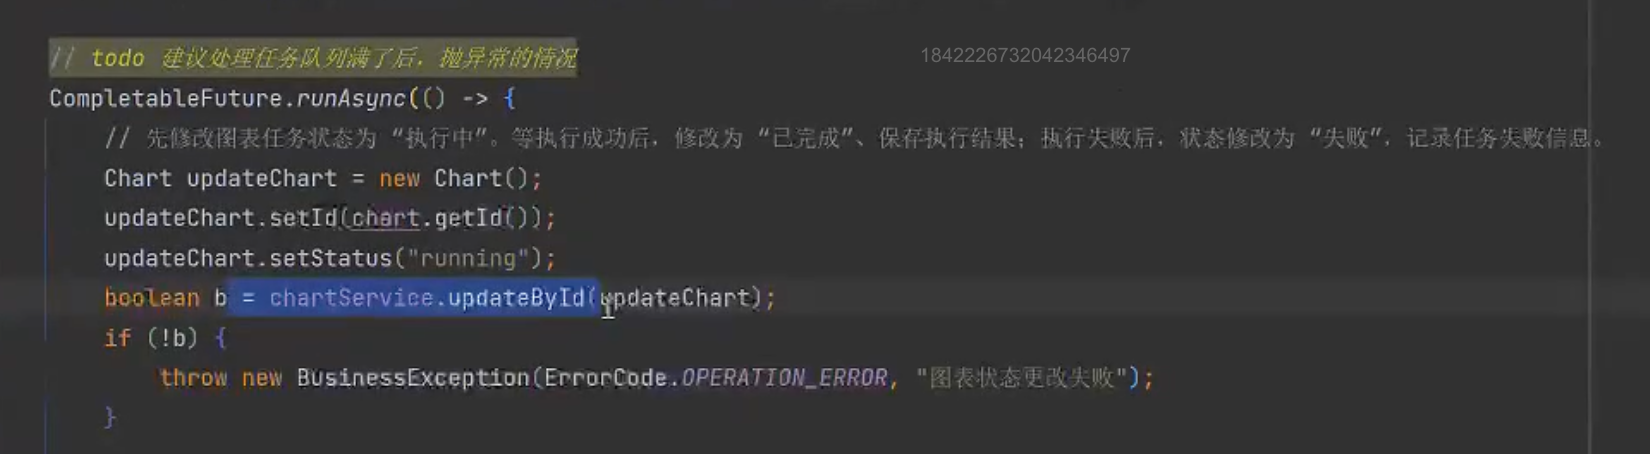 // todo 建议处理任务队列满了后，抛异常的情况
1842226732042346497
CompletableFuture.runAsync(() -> {
// 先修改图表任务状态为 “执行中”。等执行成功后，修改为 “已完成”、保存执行结果；执行失败后，状态修改为 “失败”，记录任务失败信息。
Chart updateChart = new Chart();
updateChart.setId(chart.getId());
updateChart.setStatus("running");
boolean b = chartService.updateById(updateChart);
if (!b) {
throw new BusinessException(ErrorCode.OPERATION_ERROR, "图表状态更改失败");
}